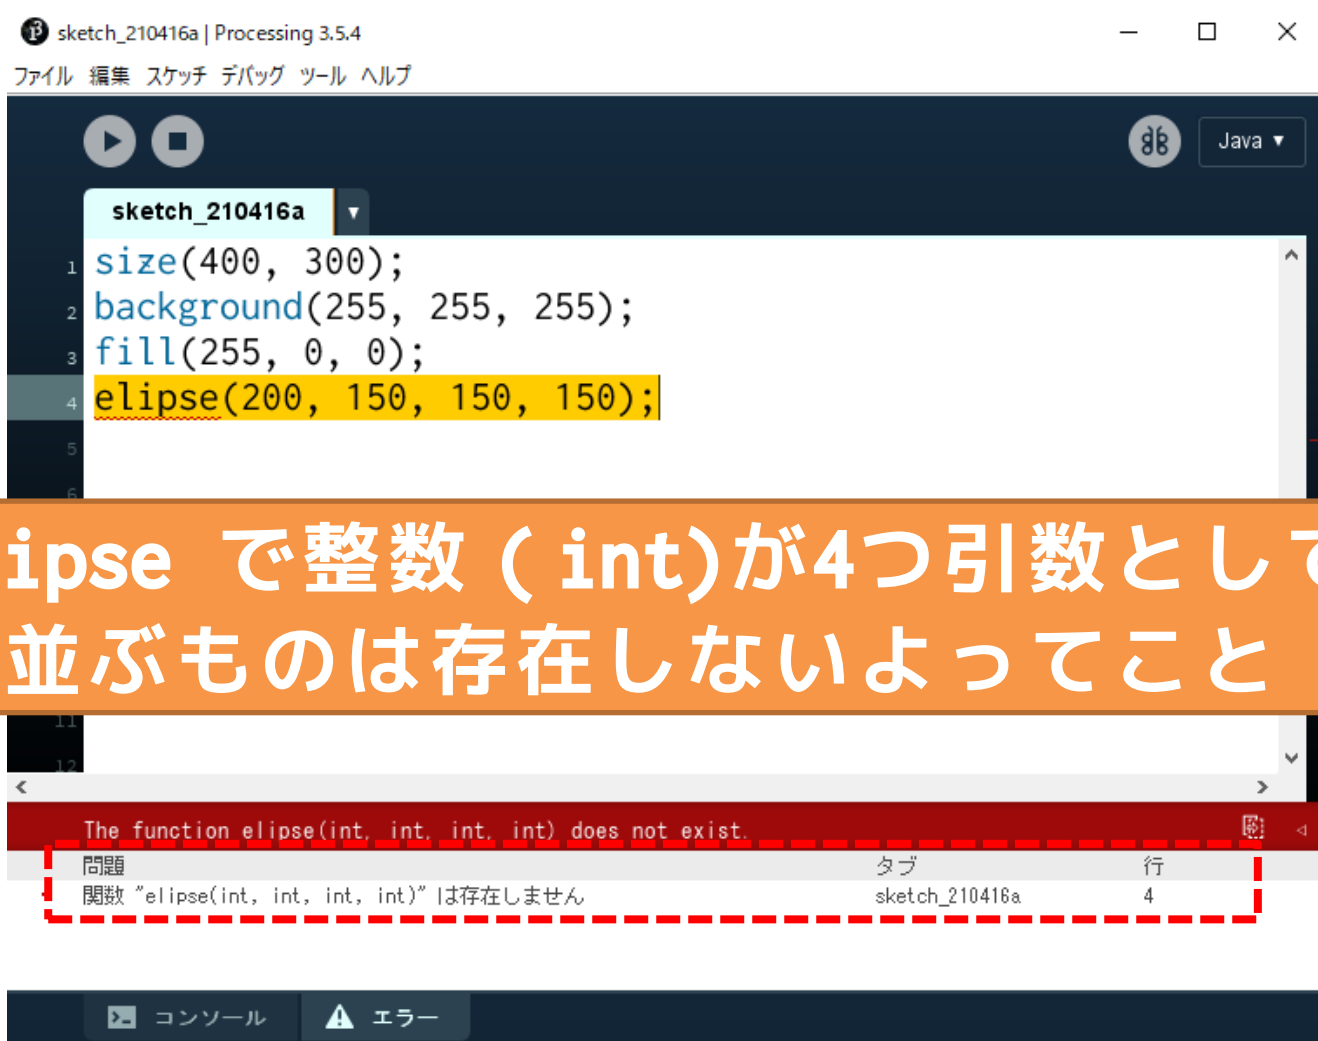 sketch_210416a | Processing 3.5.4
ファイル 編集 スケッチ デバッグ ツール ヘルプ
Java ▼
sketch_210416a ▼
1 size(400, 300);
2 background(255, 255, 255);
3 fill(255, 0, 0);
4 elipse(200, 150, 150, 150);
5
6
ipse で整数(int)が4つ引数として
並ぶものは存在しないよってこと
11
12
The function elipse(int, int, int, int) does not exist.
問題 タブ 行
関数 "elipse(int, int, int, int)" は存在しません sketch_210416a 4
コンソール エラー